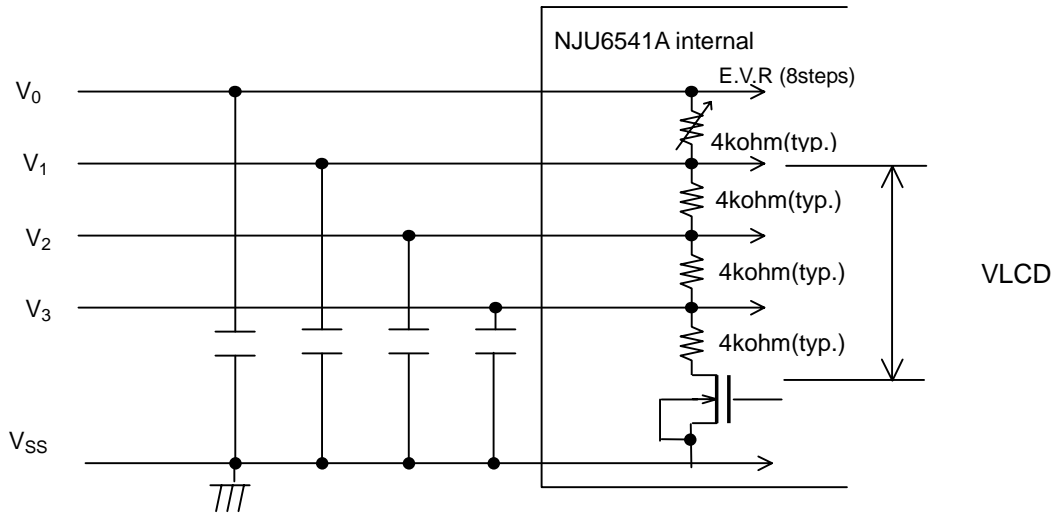 NJU6541A internal
E.V.R (8steps)
V0
4kohm(typ.)
V1
4kohm(typ.)
V2
4kohm(typ.)
VLCD
V3
4kohm(typ.)
VSS